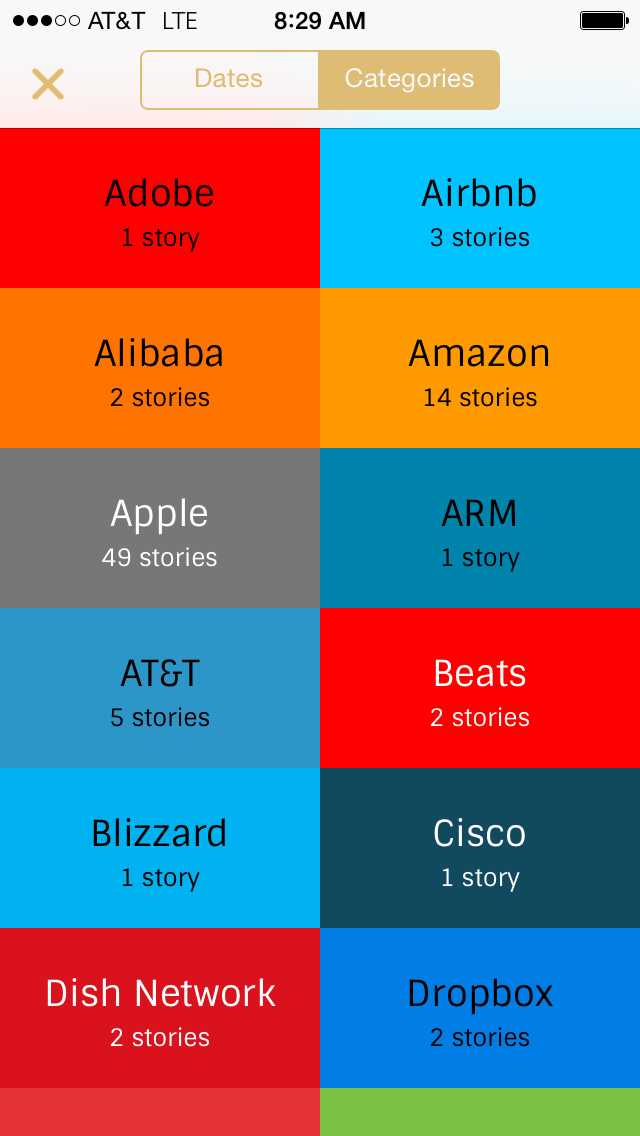 AT&T LTE 8:29 AM
Dates Categories
Adobe
1 story
Airbnb
3 stories
Alibaba
2 stories
Amazon
14 stories
Apple
49 stories
ARM
1 story
AT&T
5 stories
Beats
2 stories
Blizzard
1 story
Cisco
1 story
Dish Network
2 stories
Dropbox
2 stories